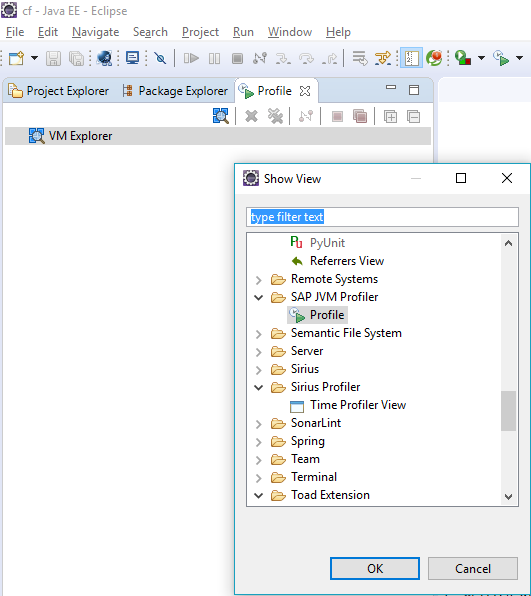 cf - Java EE - Eclipse
File Edit Navigate Search Project Run Window Help
Project Explorer Package Explorer Profile
VM Explorer
Show View
type filter text
PyUnit
Referrers View
Remote Systems
SAP JVM Profiler
Profile
Semantic File System
Server
Sirius
Sirius Profiler
Time Profiler View
SonarLint
Spring
Team
Terminal
Toad Extension
OK Cancel